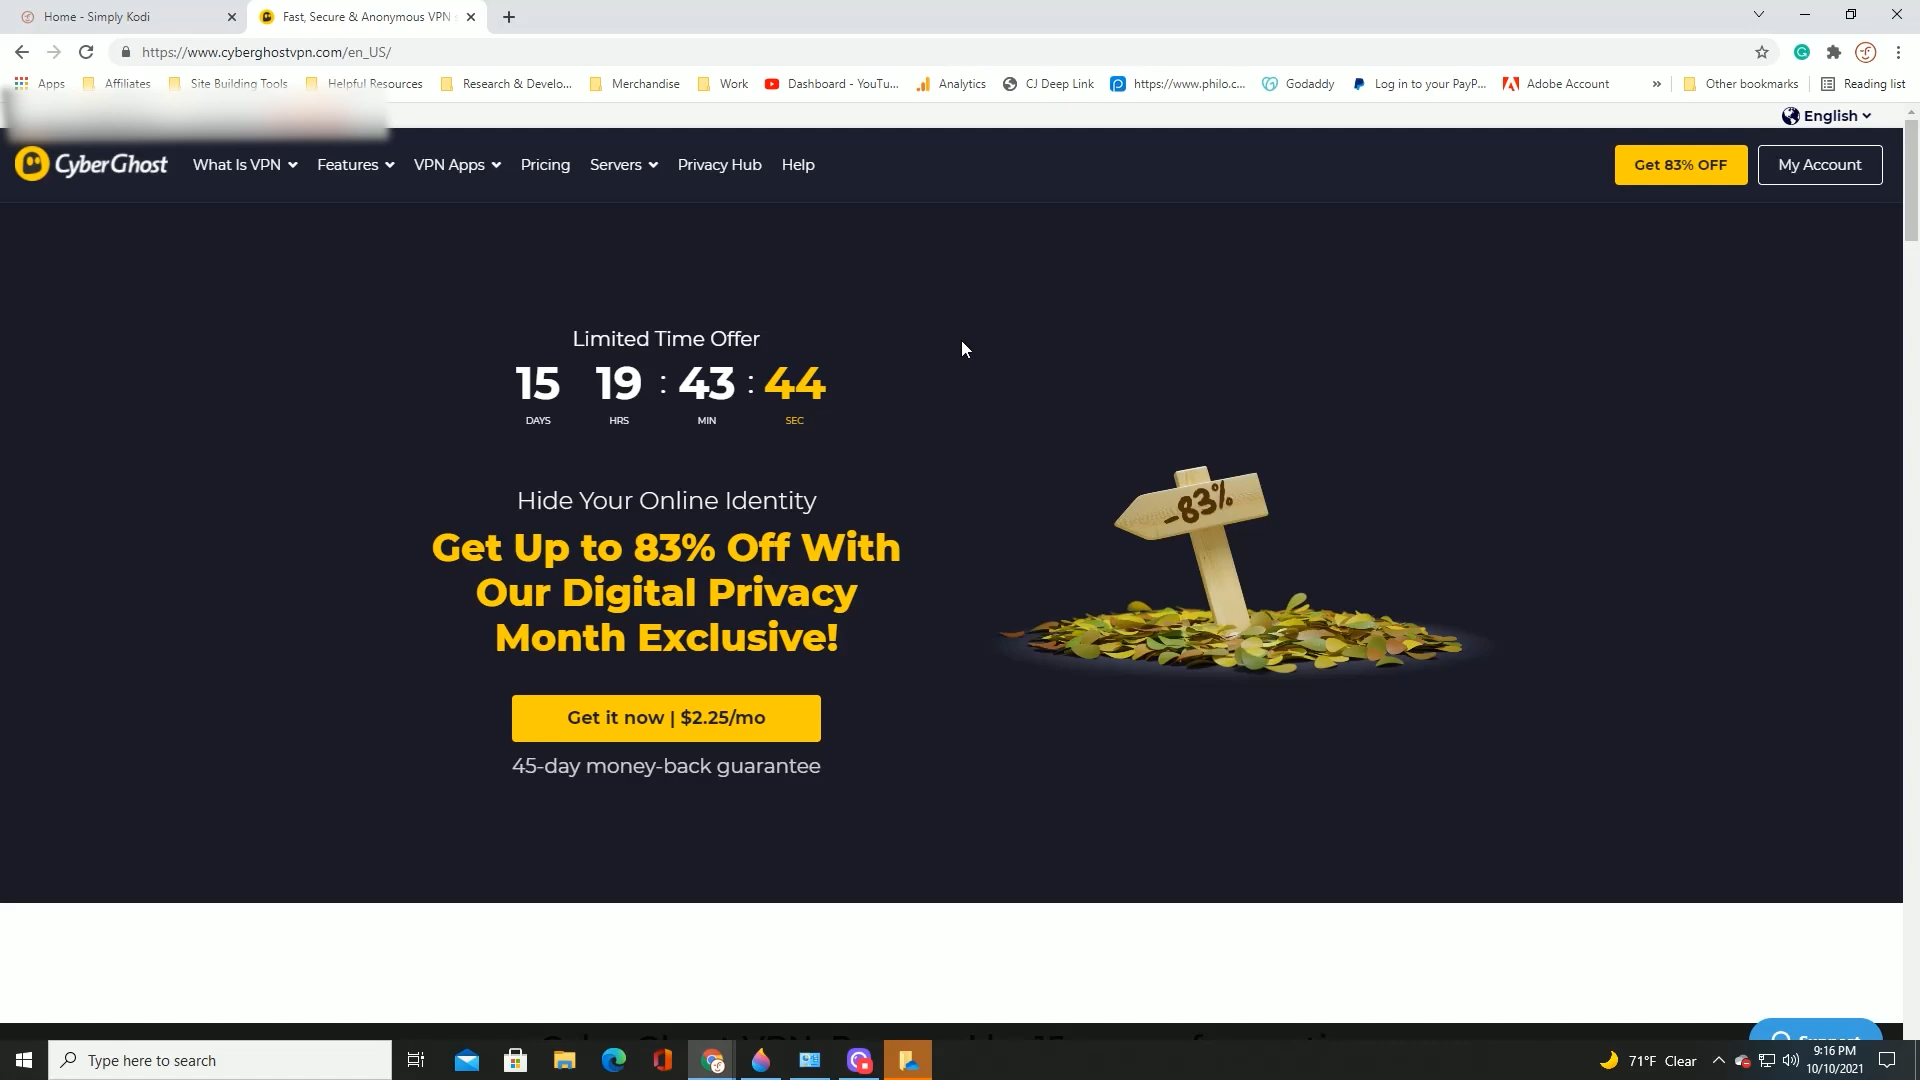 Home - Simply Kodi
Fast, Secure & Anonymous VPN
https://www.cyberghostvpn.com/en_US/
Apps
Affiliates
Site Building Tools
Helpful Resources
Research & Develo...
Merchandise
Work
Dashboard - YouTu...
Analytics
CJ Deep Link
https://www.philo.c...
Godaddy
Log in to your PayP...
Adobe Account
»
Other bookmarks
Reading list
English
CyberGhost
What Is VPN
Features
VPN Apps
Pricing
Servers
Privacy Hub
Help
Get 83% OFF
My Account
Limited Time Offer
15 19 : 43 : 44
DAYS HRS MIN SEC
Hide Your Online Identity
Get Up to 83% Off With
Our Digital Privacy
Month Exclusive!
-83%
Get it now | $2.25/mo
45-day money-back guarantee
Support
Type here to search
71°F Clear
9:16 PM
10/10/2021